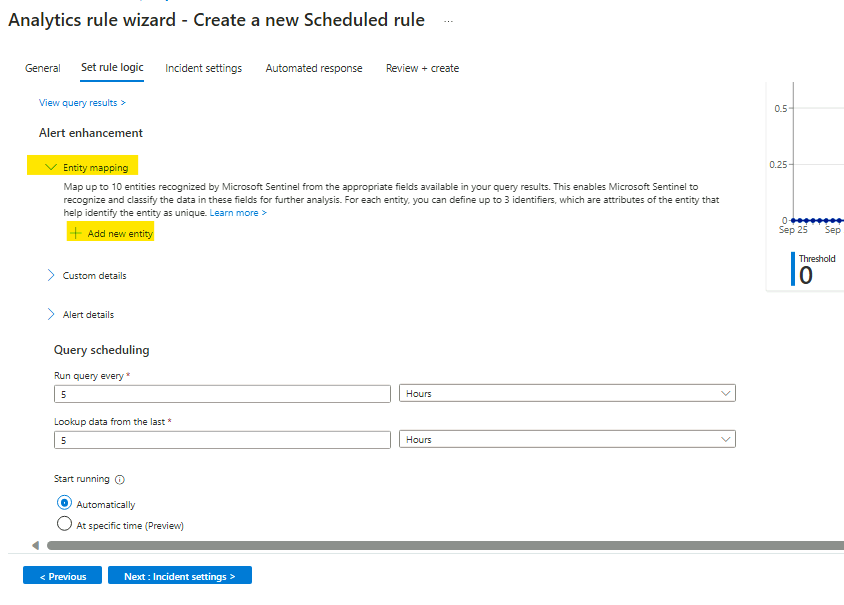 Analytics rule wizard - Create a new Scheduled rule ...
General Set rule logic Incident settings Automated response Review + create
View query results >
Alert enhancement
Entity mapping
Map up to 10 entities recognized by Microsoft Sentinel from the appropriate fields available in your query results. This enables Microsoft Sentinel to
recognize and classify the data in these fields for further analysis. For each entity, you can define up to 3 identifiers, which are attributes of the entity that
help identify the entity as unique. Learn more >
+ Add new entity
Custom details
Alert details
Query scheduling
Run query every *
5 Hours
Lookup data from the last *
5 Hours
Start running
Automatically
At specific time (Preview)
< Previous Next : Incident settings >
0.5
0.25
0
Sep 25 Sep
Threshold
0